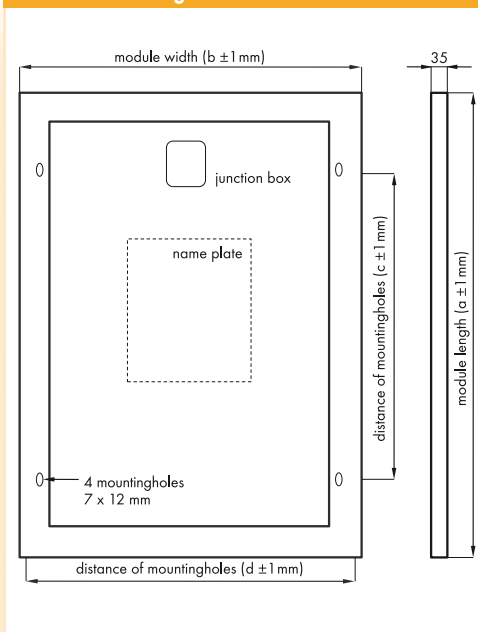 module width (b ±1mm)
35
junction box
name plate
distance of mountingholes (c ±1mm)
module length (a ±1mm)
4 mountingholes
7 x 12 mm
distance of mountingholes (d ±1mm)